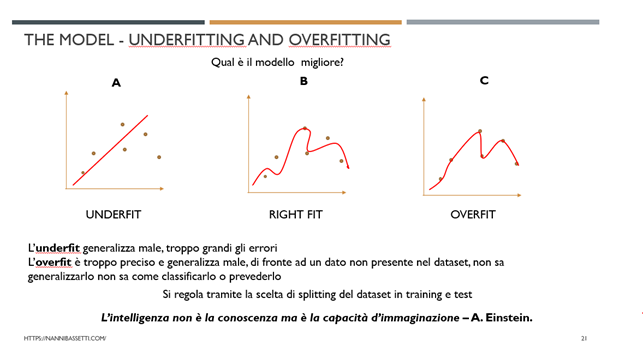 THE MODEL - UNDERFITTING AND OVERFITTING
Qual è il modello migliore?
A
B
C
UNDERFIT
RIGHT FIT
OVERFIT
L'underfit generalizza male, troppo grandi gli errori
L'overfit è troppo preciso e generalizza male, di fronte ad un dato non presente nel dataset, non sa
generalizzarlo non sa come classificarlo o prevederlo
Si regola tramite la scelta di splitting del dataset in training e test
L'intelligenza non è la conoscenza ma è la capacità d'immaginazione – A. Einstein.
HTTPS://NANNIBASSETTI.COM/
21